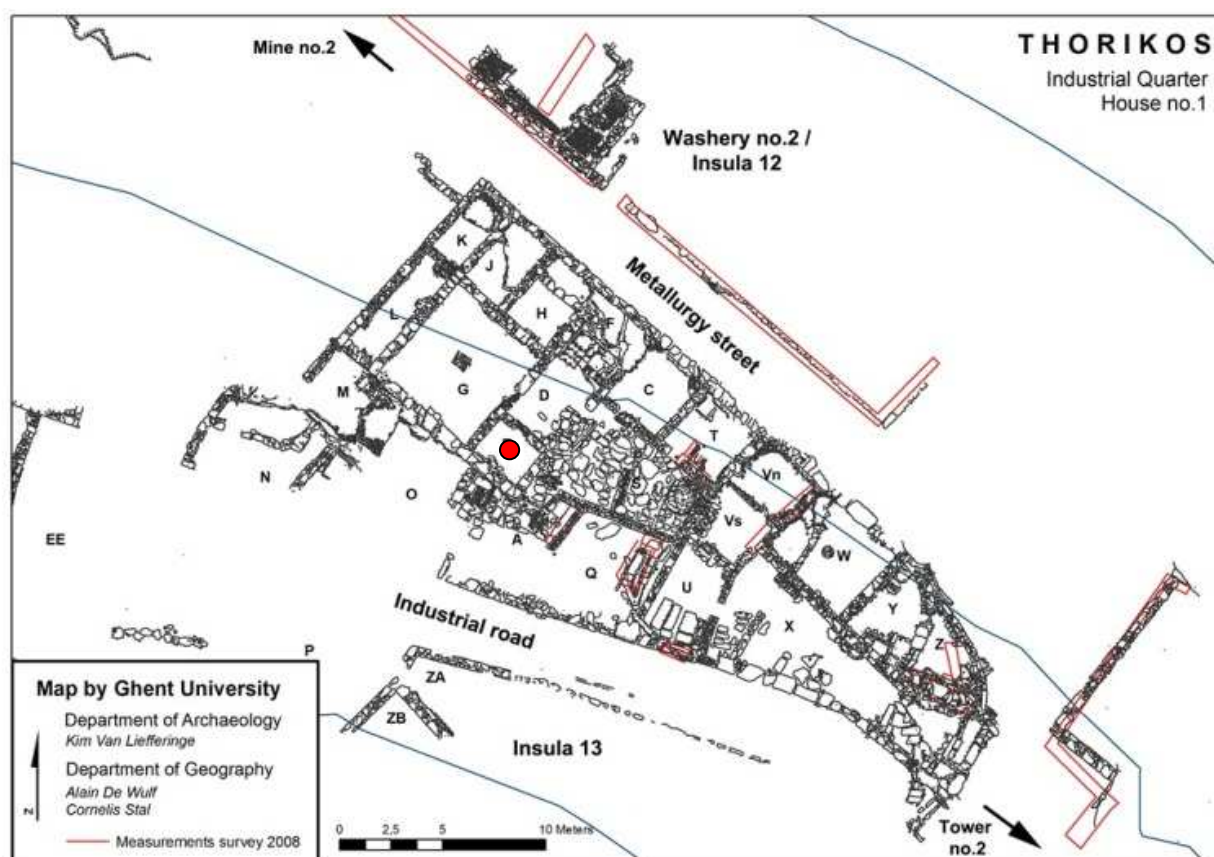 THORIKOS
Industrial Quarter
House no.1
Mine no.2
Washery no.2 /
Insula 12
Metallurgy street
K
J
L
H
F
M
G
D
C
T
N
O
S
Vn
Vs
EE
A
Q
W
U
Y
X
Z
Industrial road
P
ZA
ZB
Insula 13
Tower
no.2
Map by Ghent University
Department of Archaeology
Kim Van Liefferinge
Department of Geography
Alain De Wulf
Cornelis Stal
Z
Measurements survey 2008
0 2,5 5 10 Meters